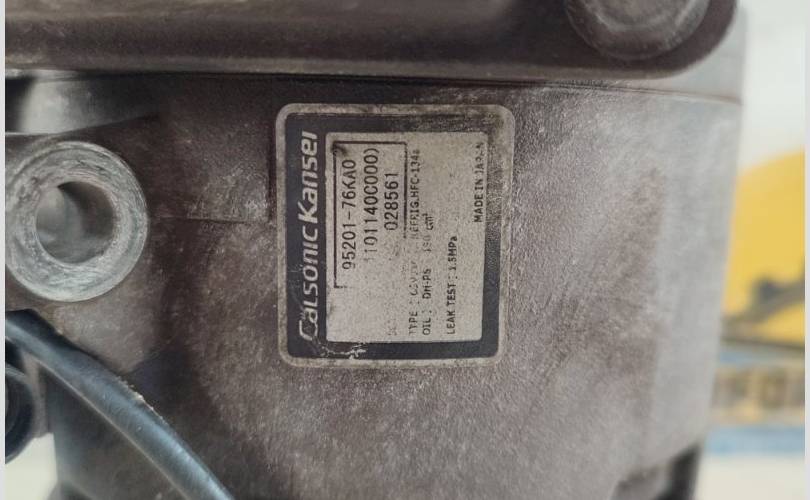 CalsonicKansei
95201-76KA0
1101140C000)
028561
TYPE :
REFRIG.HFC-134a
OIL : DH-PS 150 cm³
LEAK TEST : 1.5MPa
MADE IN JAPAN